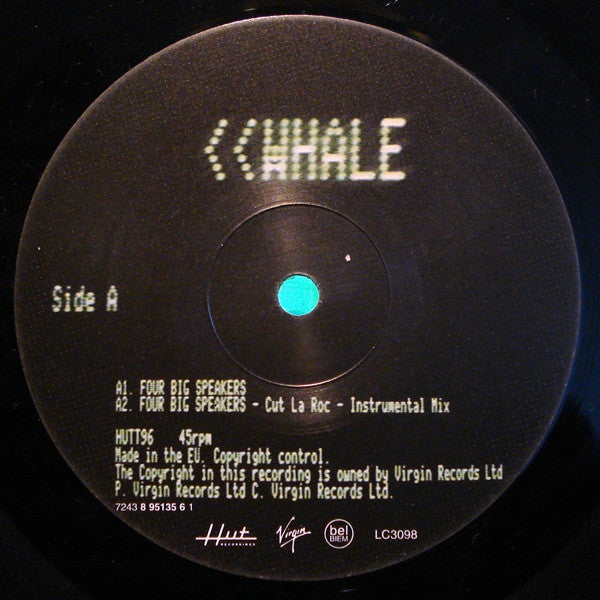 <<WHALE
Side A
A1. FOUR BIG SPEAKERS
A2. FOUR BIG SPEAKERS - Cut La Roc - Instrumental Mix
HUTT96 45rpm
Made in the EU. Copyright control.
The Copyright in this recording is owned by Virgin Records Ltd
P. Virgin Records Ltd C. Virgin Records Ltd.
7243 8 95135 6 1
Hut RECORDINGS Virgin bel BIEM LC3098